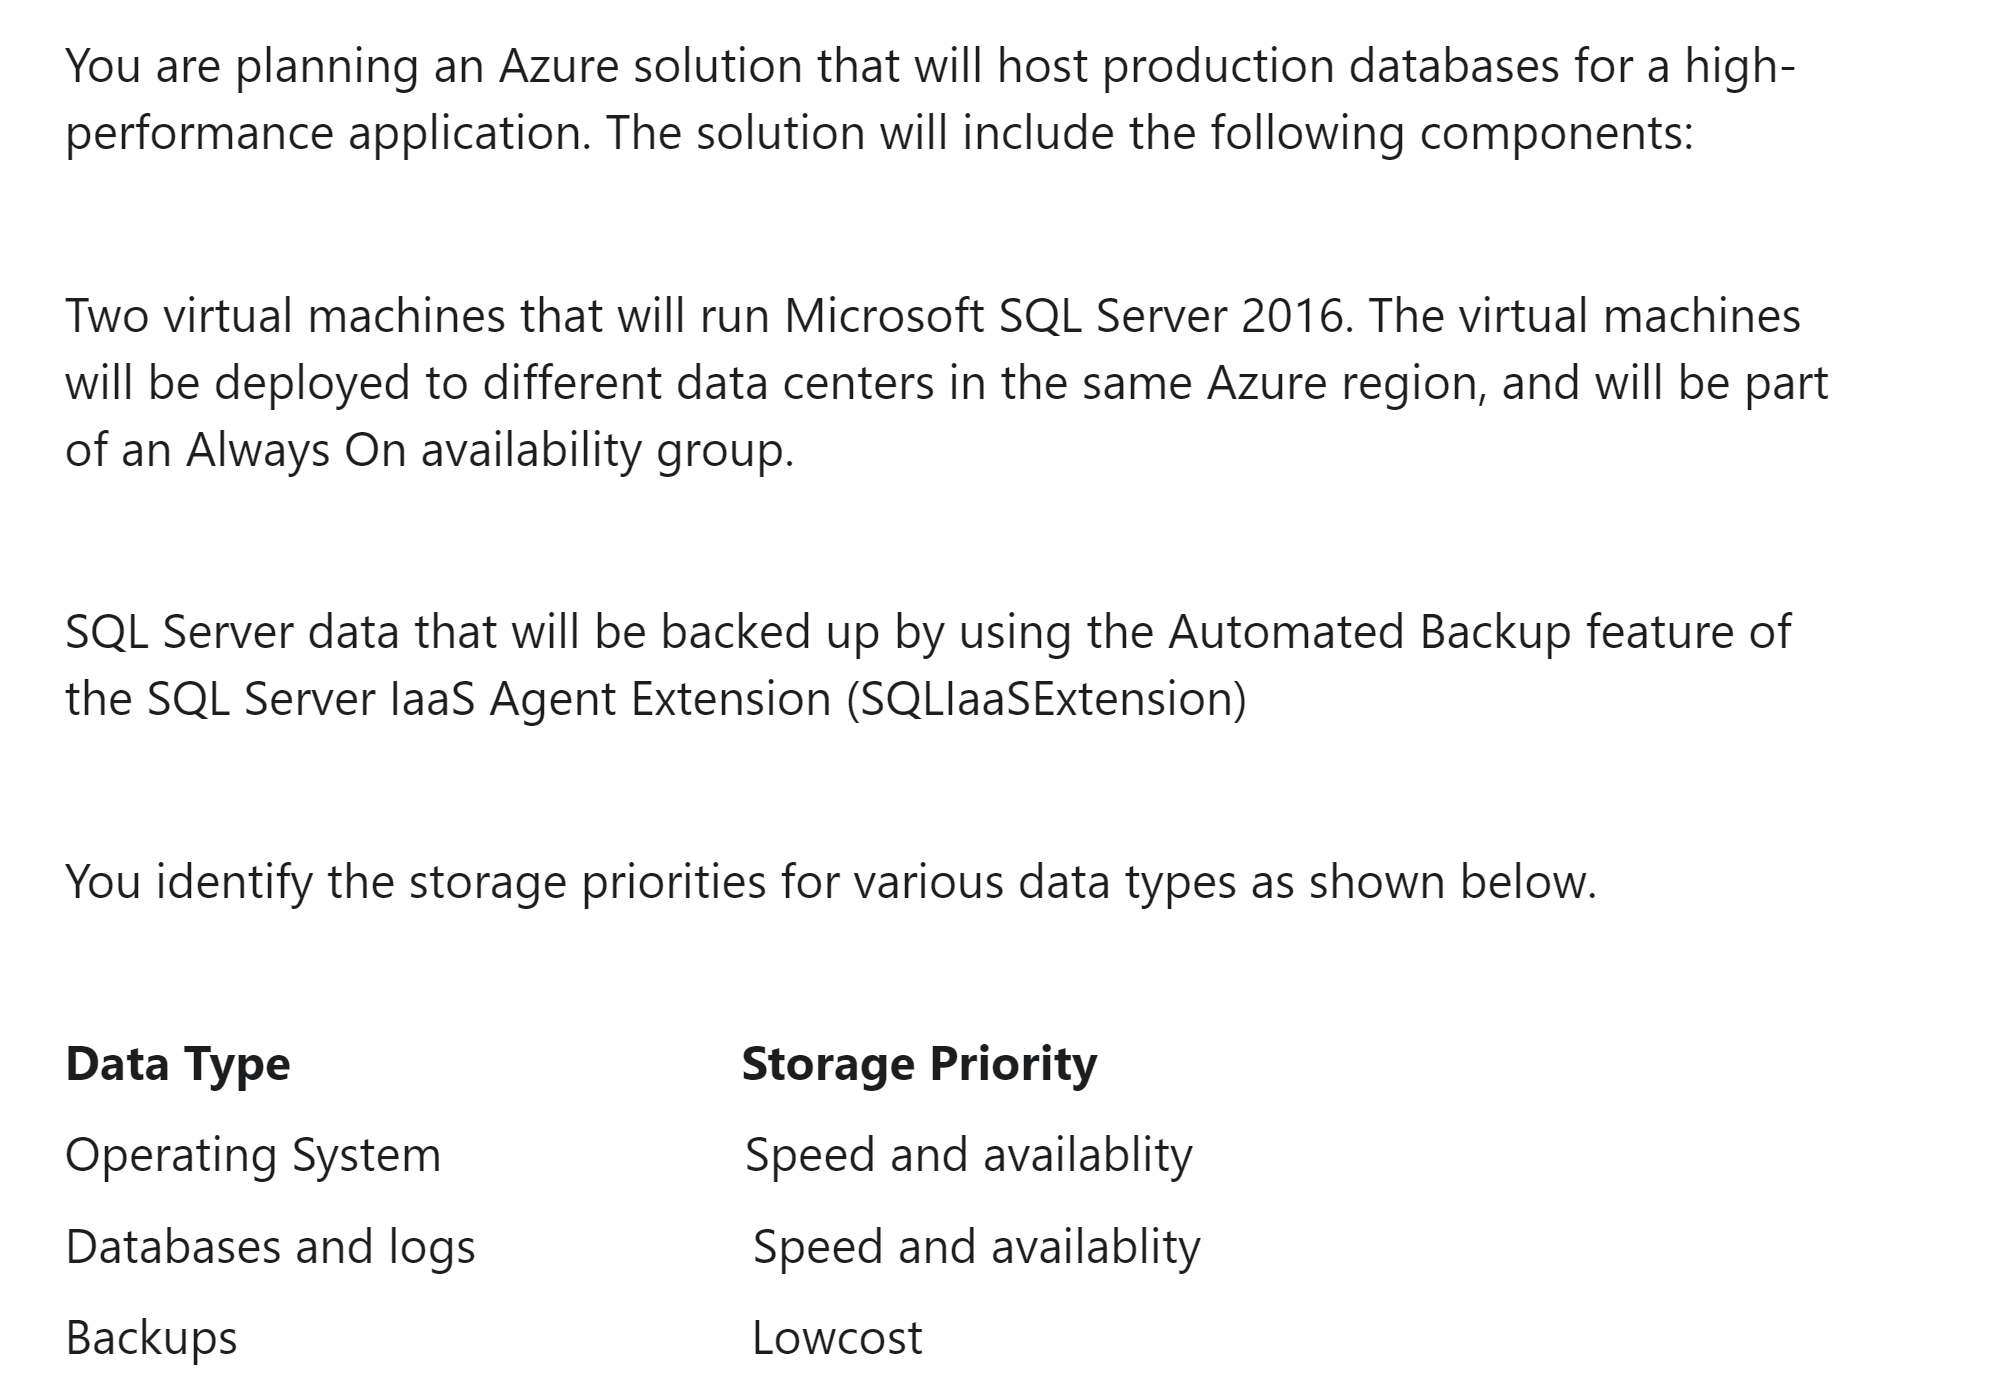 You are planning an Azure solution that will host production databases for a high-
performance application. The solution will include the following components:
Two virtual machines that will run Microsoft SQL Server 2016. The virtual machines
will be deployed to different data centers in the same Azure region, and will be part
of an Always On availability group.
SQL Server data that will be backed up by using the Automated Backup feature of
the SQL Server IaaS Agent Extension (SQLIaaSExtension)
You identify the storage priorities for various data types as shown below.
Data Type Storage Priority
Operating System Speed and availablity
Databases and logs Speed and availablity
Backups Lowcost